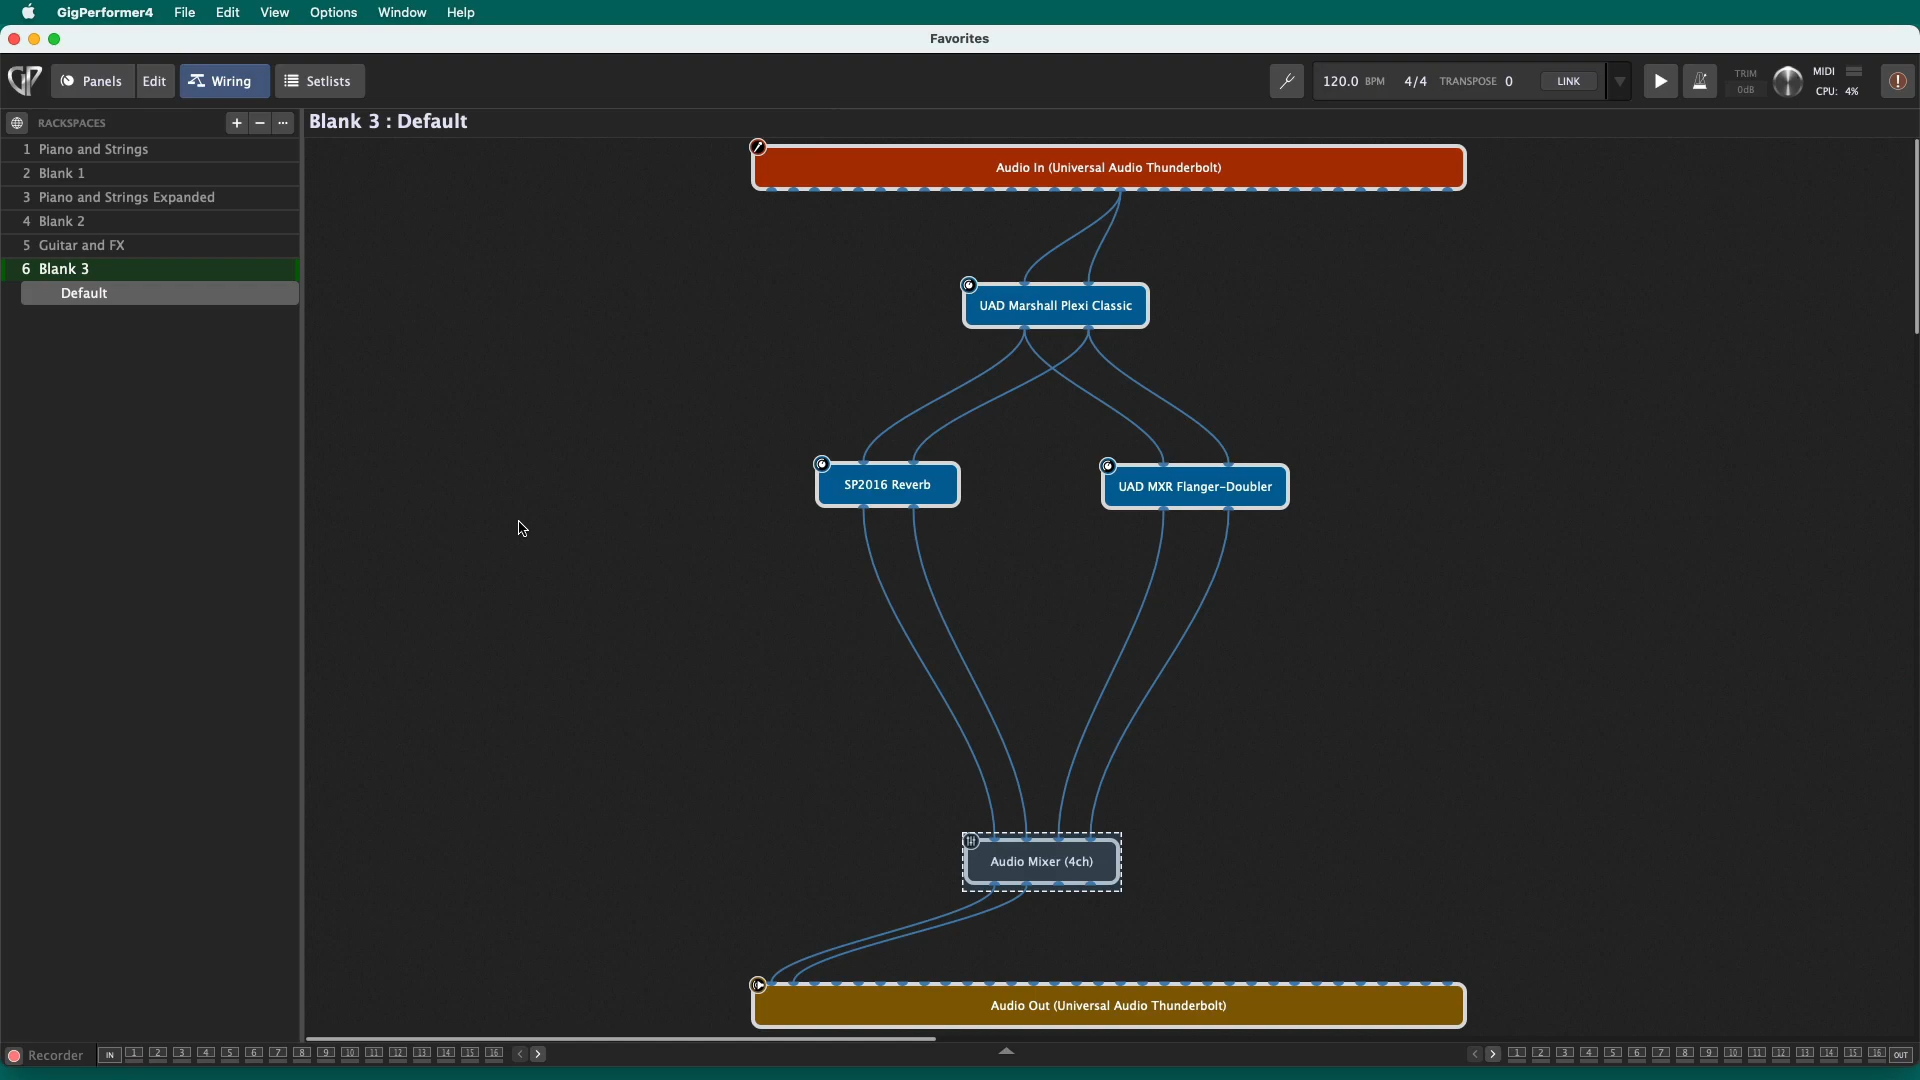 GigPerformer4 File Edit View Options Window Help
Favorites
GP Panels Edit Wiring Setlists 120.0 BPM 4/4 TRANSPOSE 0 LINK TRIM 0dB MIDI CPU: 4%
RACKSPACES + − ...
Blank 3 : Default
1 Piano and Strings
2 Blank 1
3 Piano and Strings Expanded
4 Blank 2
5 Guitar and FX
6 Blank 3
Default
Audio In (Universal Audio Thunderbolt)
UAD Marshall Plexi Classic
SP2016 Reverb
UAD MXR Flanger-Doubler
Audio Mixer (4ch)
Audio Out (Universal Audio Thunderbolt)
Recorder IN 1 2 3 4 5 6 7 8 9 10 11 12 13 14 15 16 < > < > 1 2 3 4 5 6 7 8 9 10 11 12 13 14 15 16 OUT